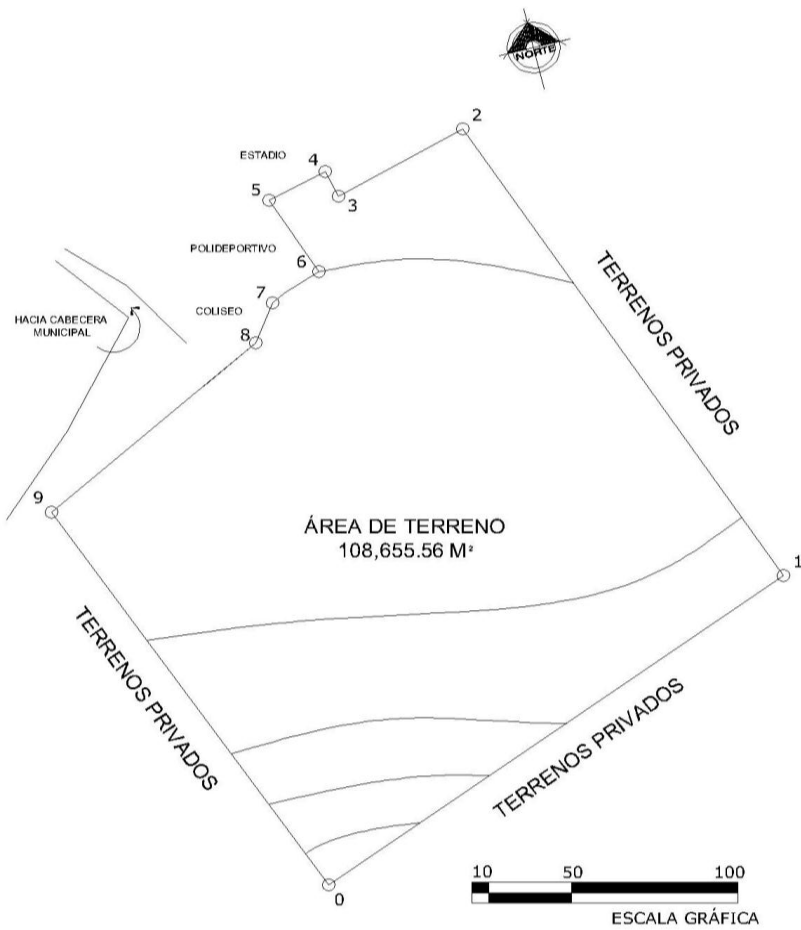 NORTE
2
ESTADIO
4
3
5
POLIDEPORTIVO
6
7
COLISEO
8
HACIA CABECERA
MUNICIPAL
TERRENOS PRIVADOS
9
ÁREA DE TERRENO
108,655.56 M²
1
TERRENOS PRIVADOS
TERRENOS PRIVADOS
0
10 50 100
ESCALA GRÁFICA